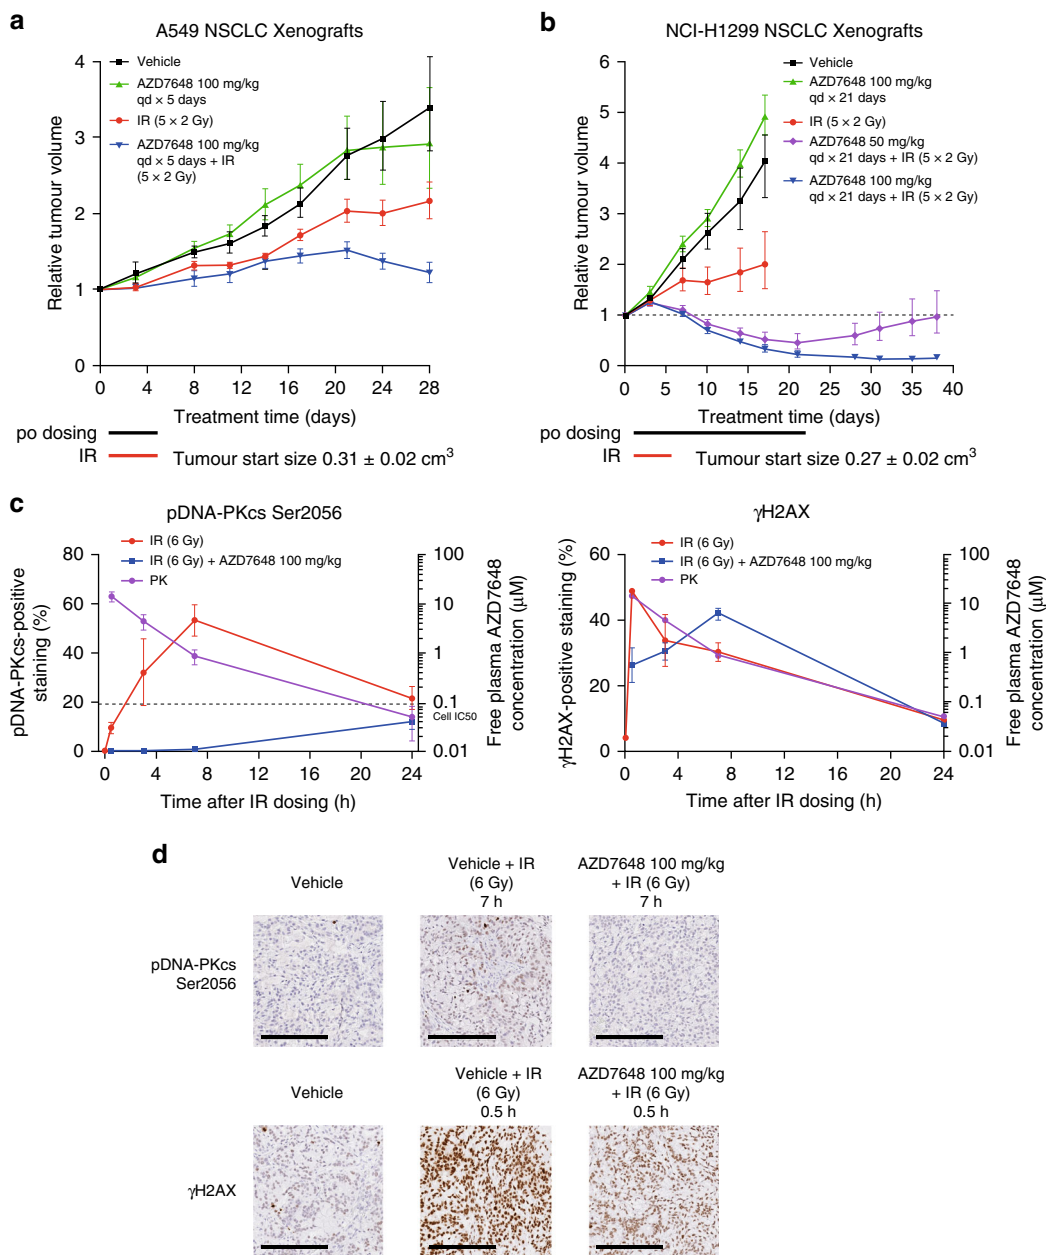 a
A549 NSCLC Xenografts
Relative tumour volume
4
3
2
1
0
Vehicle
AZD7648 100 mg/kg
qd × 5 days
IR (5 × 2 Gy)
AZD7648 100 mg/kg
qd × 5 days + IR
(5 × 2 Gy)
0 4 8 12 16 20 24 28
Treatment time (days)
po dosing
IR
Tumour start size 0.31 ± 0.02 cm³
b
NCI-H1299 NSCLC Xenografts
Relative tumour volume
6
5
4
3
2
1
0
Vehicle
AZD7648 100 mg/kg
qd × 21 days
IR (5 × 2 Gy)
AZD7648 50 mg/kg
qd × 21 days + IR (5 × 2 Gy)
AZD7648 100 mg/kg
qd × 21 days + IR (5 × 2 Gy)
0 5 10 15 20 25 30 35 40
Treatment time (days)
po dosing
IR
Tumour start size 0.27 ± 0.02 cm³
c
pDNA-PKcs Ser2056
pDNA-PKcs-positive
staining (%)
80
60
40
20
0
IR (6 Gy)
IR (6 Gy) + AZD7648 100 mg/kg
PK
100
10
1
0.1
Cell IC50
0.01
Free plasma AZD7648
concentration (μM)
0 4 8 12 16 20 24
Time after IR dosing (h)
γH2AX
γH2AX-positive staining (%)
60
40
20
0
IR (6 Gy)
IR (6 Gy) + AZD7648 100 mg/kg
PK
100
10
1
0.1
0.01
Free plasma AZD7648
concentration (μM)
0 4 8 12 16 20 24
Time after IR dosing (h)
d
Vehicle
Vehicle + IR
(6 Gy)
7 h
AZD7648 100 mg/kg
+ IR (6 Gy)
7 h
pDNA-PKcs
Ser2056
Vehicle
Vehicle + IR
(6 Gy)
0.5 h
AZD7648 100 mg/kg
+ IR (6 Gy)
0.5 h
γH2AX